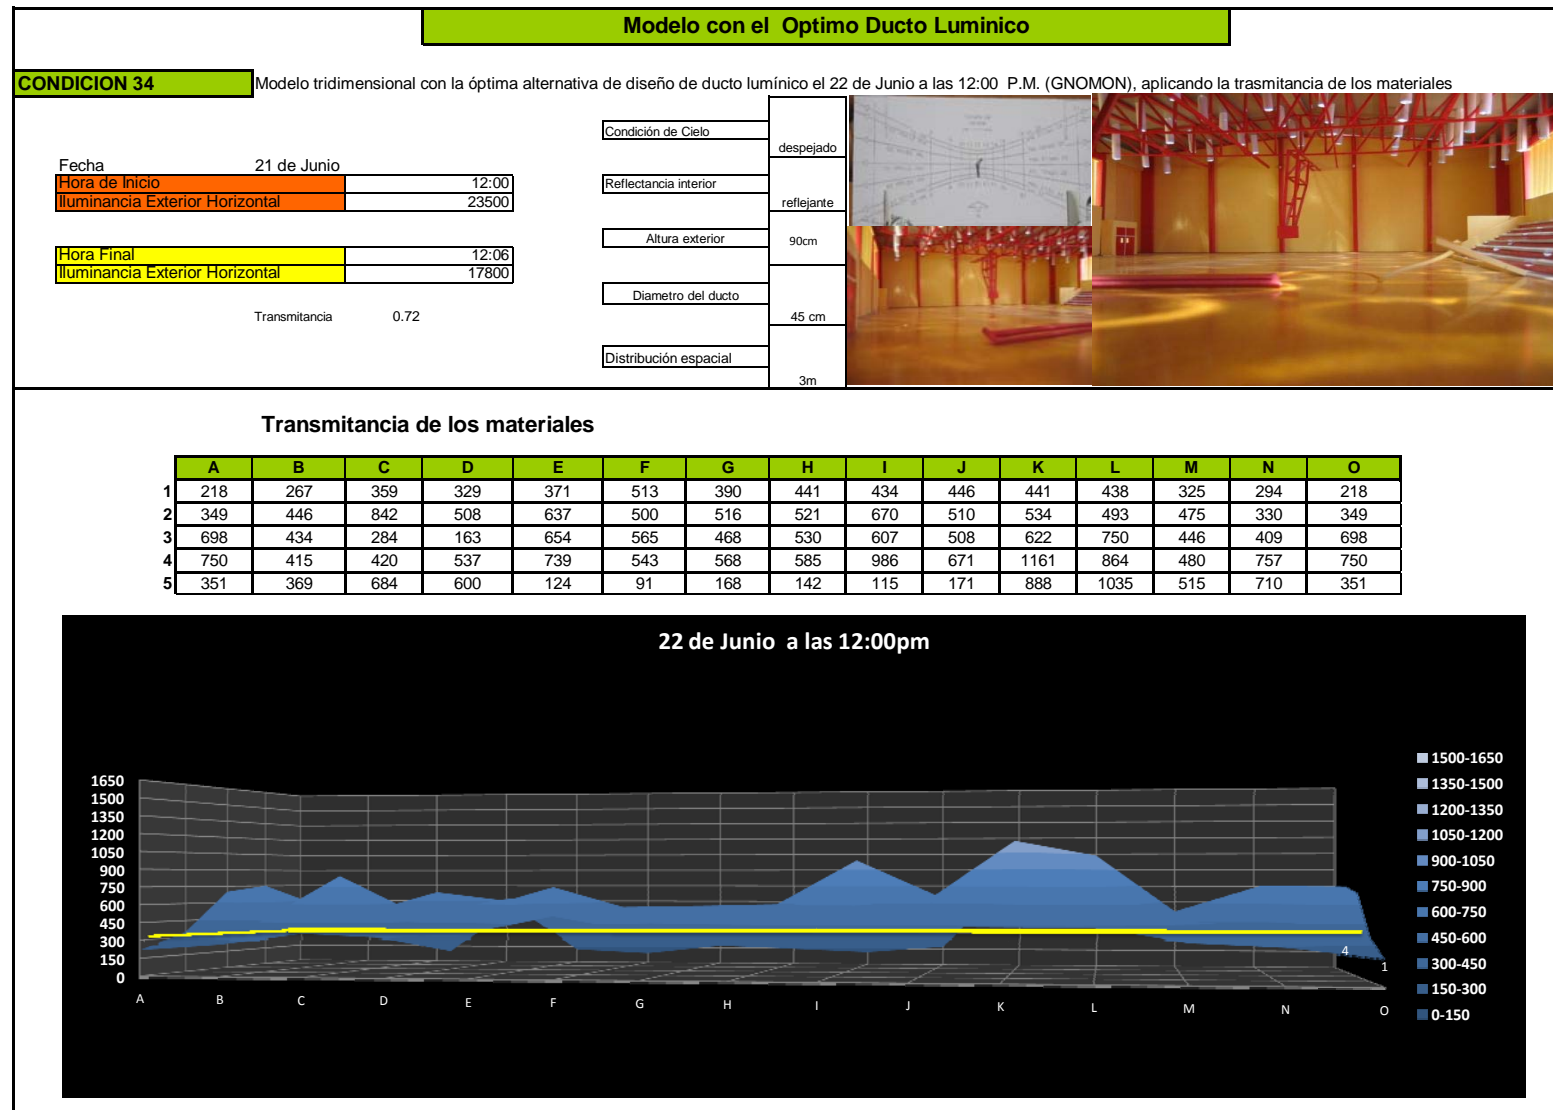 Modelo con el Optimo Ducto Luminico
CONDICION 34 Modelo tridimensional con la óptima alternativa de diseño de ducto lumínico el 22 de Junio a las 12:00 P.M. (GNOMON), aplicando la trasmitancia de los materiales
Fecha 21 de Junio
Hora de Inicio 12:00
Iluminancia Exterior Horizontal 23500
Hora Final 12:06
Iluminancia Exterior Horizontal 17800
Transmitancia 0.72
Condición de Cielo despejado
Reflectancia interior reflejante
Altura exterior 90cm
Diametro del ducto 45 cm
Distribución espacial 3m
Transmitancia de los materiales
A B C D E F G H I J K L M N O
1 218 267 359 329 371 513 390 441 434 446 441 438 325 294 218
2 349 446 842 508 637 500 516 521 670 510 534 493 475 330 349
3 698 434 284 163 654 565 468 530 607 508 622 750 446 409 698
4 750 415 420 537 739 543 568 585 986 671 1161 864 480 757 750
5 351 369 684 600 124 91 168 142 115 171 888 1035 515 710 351
22 de Junio a las 12:00pm
1650
1500
1350
1200
1050
900
750
600
450
300
150
0
A B C D E F G H I J K L M N O
4
1
1500-1650
1350-1500
1200-1350
1050-1200
900-1050
750-900
600-750
450-600
300-450
150-300
0-150